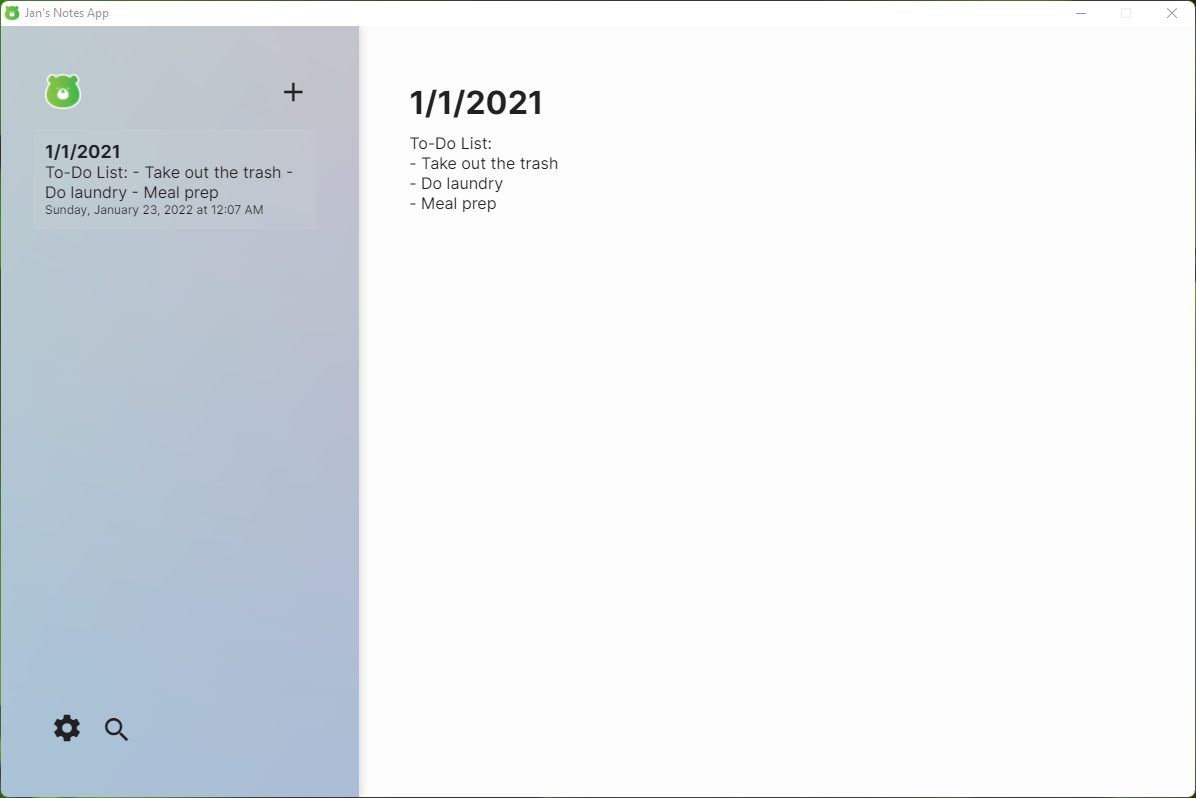 Jan's Notes App
1/1/2021
To-Do List: - Take out the trash -
Do laundry - Meal prep
Sunday, January 23, 2022 at 12:07 AM
1/1/2021
To-Do List:
- Take out the trash
- Do laundry
- Meal prep